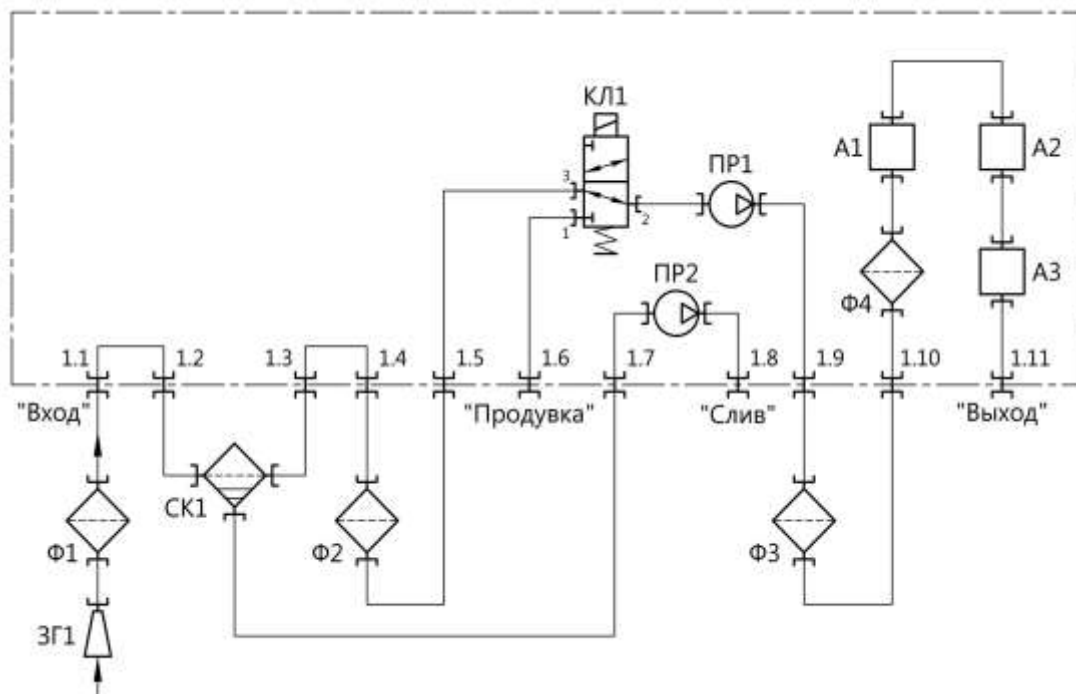 КЛ1
3
1
2
ПР1
ПР2
А1
А2
А3
Ф4
1.1
1.2
1.3
1.4
1.5
1.6
1.7
1.8
1.9
1.10
1.11
"Вход"
"Продувка"
"Слив"
"Выход"
СК1
Ф1
Ф2
Ф3
ЗГ1